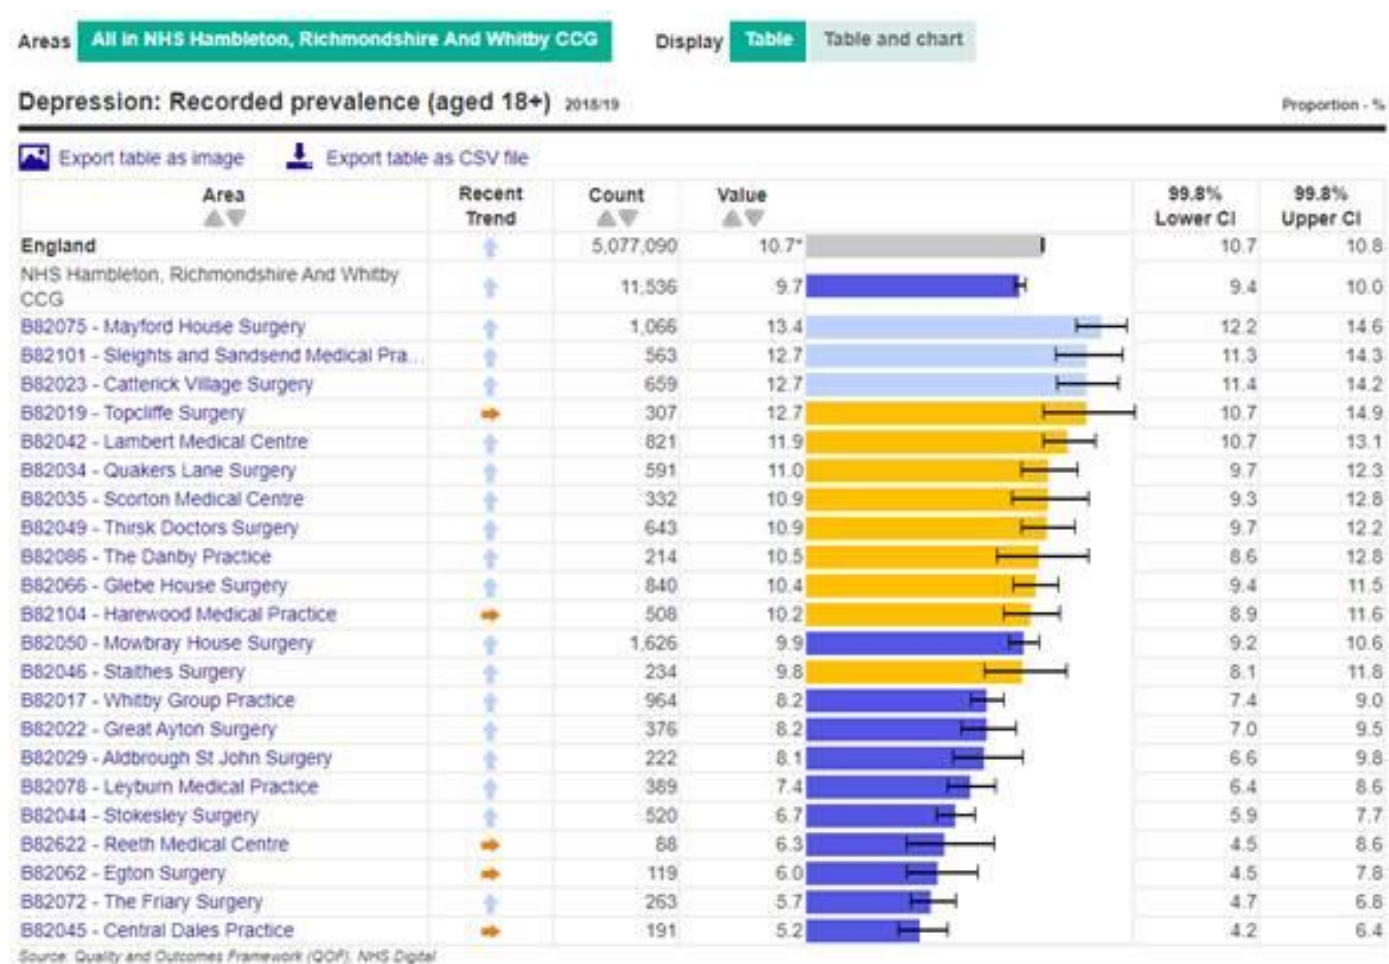 Areas All in NHS Hambleton, Richmondshire And Whitby CCG Display Table Table and chart
Depression: Recorded prevalence (aged 18+) 2018/19 Proportion - %
Export table as image Export table as CSV file
Area Recent Count Value 99.8% 99.8%
Trend Lower CI Upper CI
England 5,077,090 10.7* 10.7 10.8
NHS Hambleton, Richmondshire And Whitby
CCG 11,536 9.7 9.4 10.0
B82075 - Mayford House Surgery 1,066 13.4 12.2 14.6
B82101 - Sleights and Sandsend Medical Pra... 563 12.7 11.3 14.3
B82023 - Catterick Village Surgery 659 12.7 11.4 14.2
B82019 - Topcliffe Surgery 307 12.7 10.7 14.9
B82042 - Lambert Medical Centre 821 11.9 10.7 13.1
B82034 - Quakers Lane Surgery 591 11.0 9.7 12.3
B82035 - Scorton Medical Centre 332 10.9 9.3 12.8
B82049 - Thirsk Doctors Surgery 643 10.9 9.7 12.2
B82086 - The Danby Practice 214 10.5 8.6 12.8
B82066 - Glebe House Surgery 840 10.4 9.4 11.5
B82104 - Harewood Medical Practice 508 10.2 8.9 11.6
B82050 - Mowbray House Surgery 1,626 9.9 9.2 10.6
B82046 - Staithes Surgery 234 9.8 8.1 11.8
B82017 - Whitby Group Practice 964 8.2 7.4 9.0
B82022 - Great Ayton Surgery 376 8.2 7.0 9.5
B82029 - Aldbrough St John Surgery 222 8.1 6.6 9.8
B82078 - Leyburn Medical Practice 389 7.4 6.4 8.6
B82044 - Stokesley Surgery 520 6.7 5.9 7.7
B82622 - Reeth Medical Centre 88 6.3 4.5 8.6
B82062 - Egton Surgery 119 6.0 4.5 7.8
B82072 - The Friary Surgery 263 5.7 4.7 6.8
B82045 - Central Dales Practice 191 5.2 4.2 6.4
Source: Quality and Outcomes Framework (QOF), NHS Digital